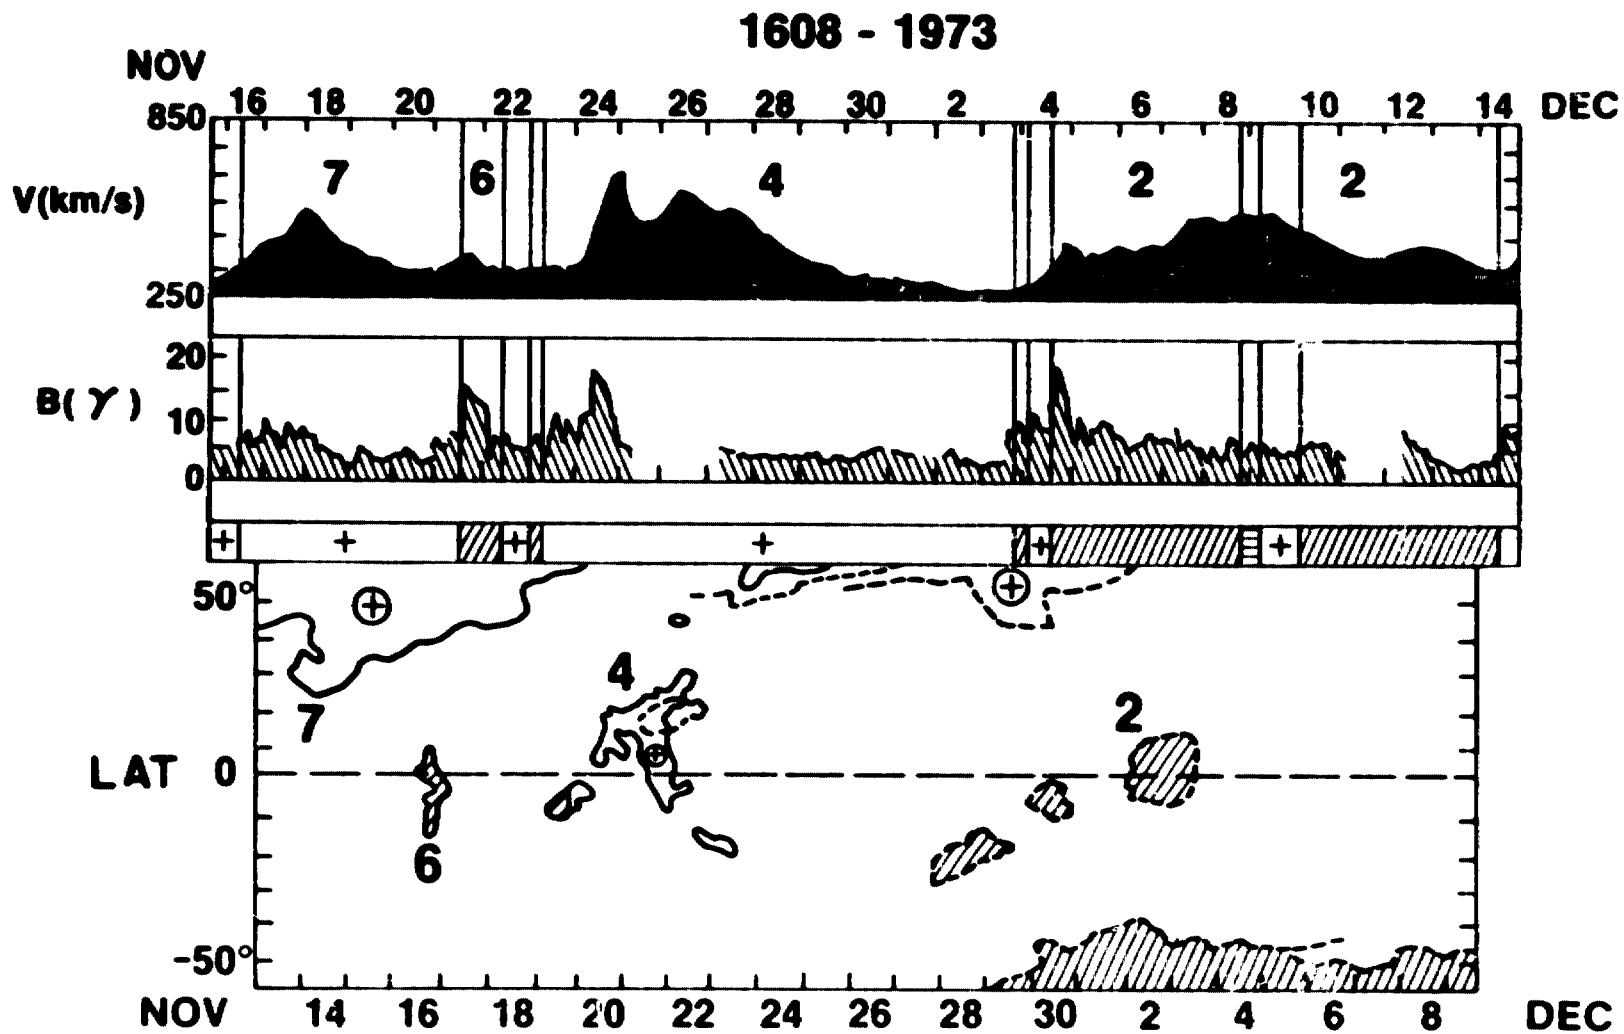 1608 - 1973
NOV
16 18 20 22 24 26 28 30 2 4 6 8 10 12 14 DEC
850
7 6 4 2 2
V(km/s)
250
20
B(γ)
10
0
+ + + + + +
50°
+ +
4
7 2
LAT 0
+
6
-50°
NOV 14 16 18 20 22 24 26 28 30 2 4 6 8 DEC